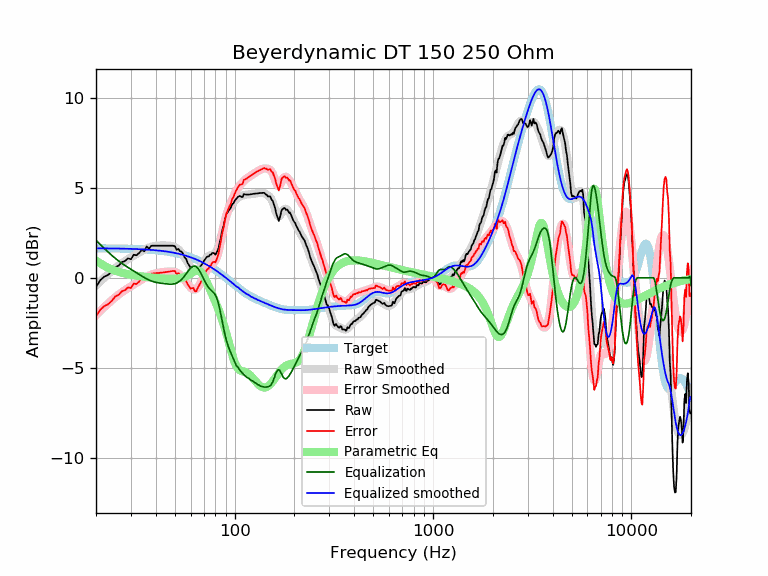 Beyerdynamic DT 150 250 Ohm
10
5
0
−5
−10
Amplitude (dBr)
Target
Raw Smoothed
Error Smoothed
Raw
Error
Parametric Eq
Equalization
Equalized smoothed
100 1000 10000
Frequency (Hz)